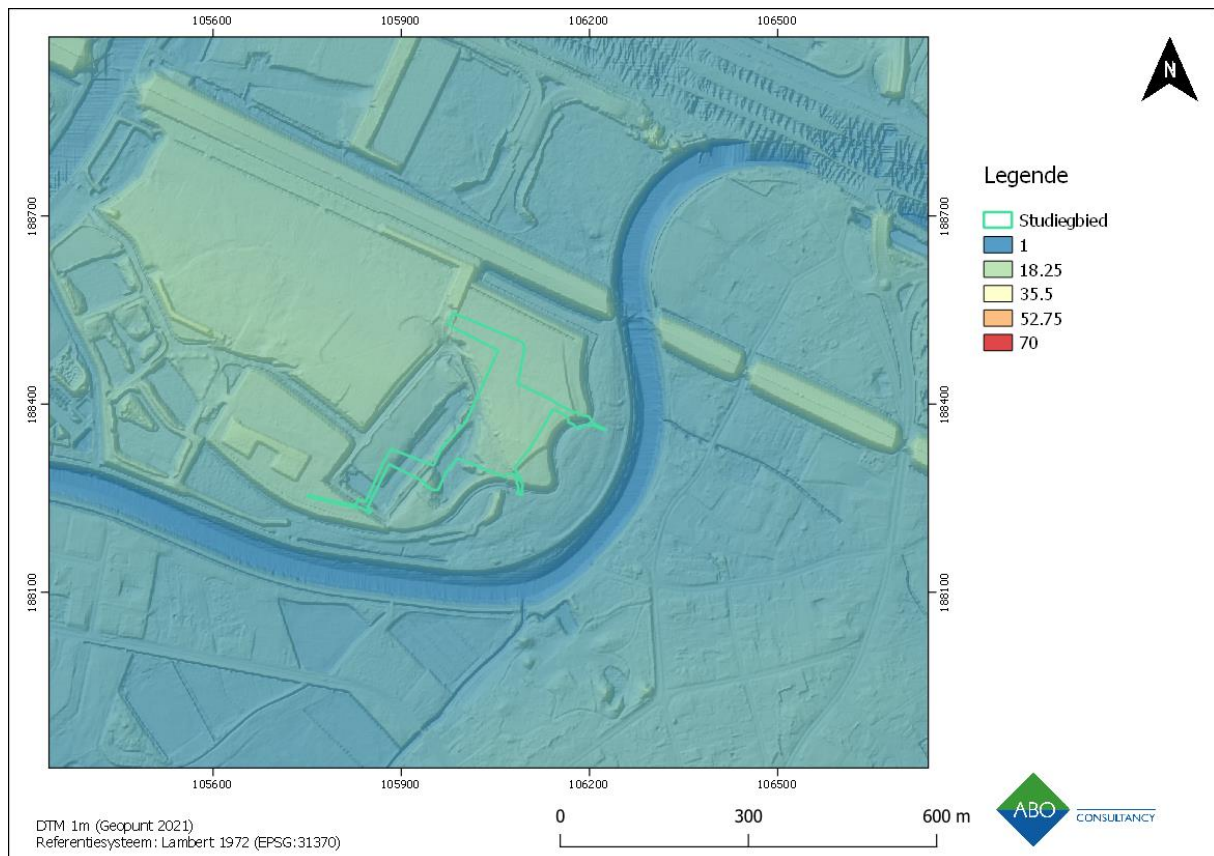 105600 105900 106200 106500
188700
188400
188100
188700
188400
188100
105600 105900 106200 106500
N
Legende
Studiegbied
1
18.25
35.5
52.75
70
DTM 1m (Geopunt 2021)
Referentiesysteem: Lambert 1972 (EPSG:31370)
0 300 600 m
ABO
CONSULTANCY